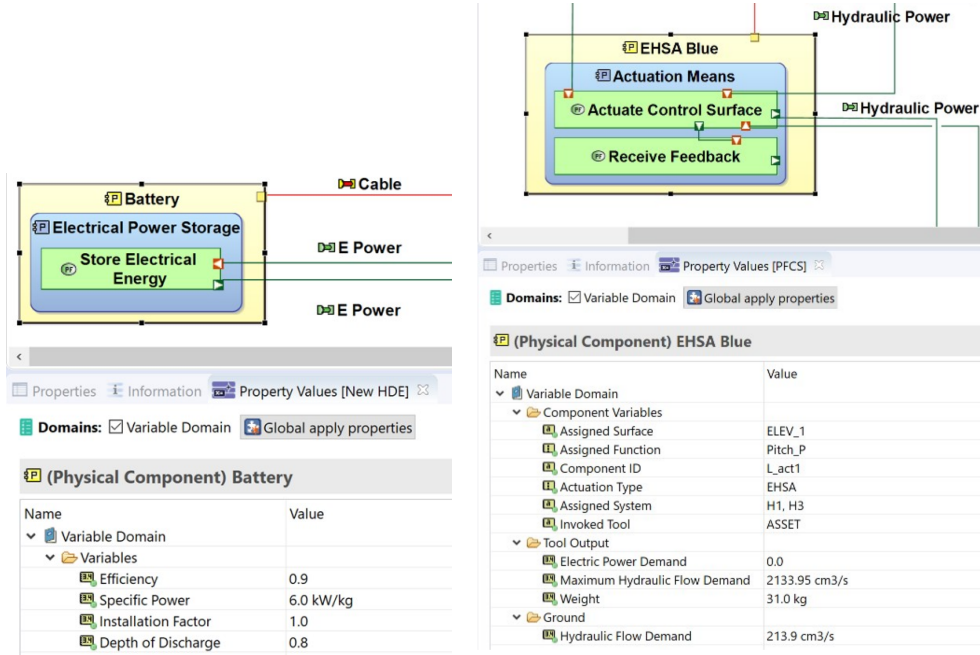 Battery
Cable
Electrical Power Storage
Store Electrical
Energy
E Power
E Power
Properties
Information
Property Values [New HDE]
Domains: Variable Domain Global apply properties
(Physical Component) Battery
Name Value
Variable Domain
Variables
Efficiency 0.9
Specific Power 6.0 kW/kg
Installation Factor 1.0
Depth of Discharge 0.8
Hydraulic Power
EHSA Blue
Actuation Means
Actuate Control Surface
Hydraulic Power
Receive Feedback
Properties
Information
Property Values [PFCS]
Domains: Variable Domain Global apply properties
(Physical Component) EHSA Blue
Name Value
Variable Domain
Component Variables
Assigned Surface ELEV_1
Assigned Function Pitch_P
Component ID L_act1
Actuation Type EHSA
Assigned System H1, H3
Invoked Tool ASSET
Tool Output
Electric Power Demand 0.0
Maximum Hydraulic Flow Demand 2133.95 cm3/s
Weight 31.0 kg
Ground
Hydraulic Flow Demand 213.9 cm3/s